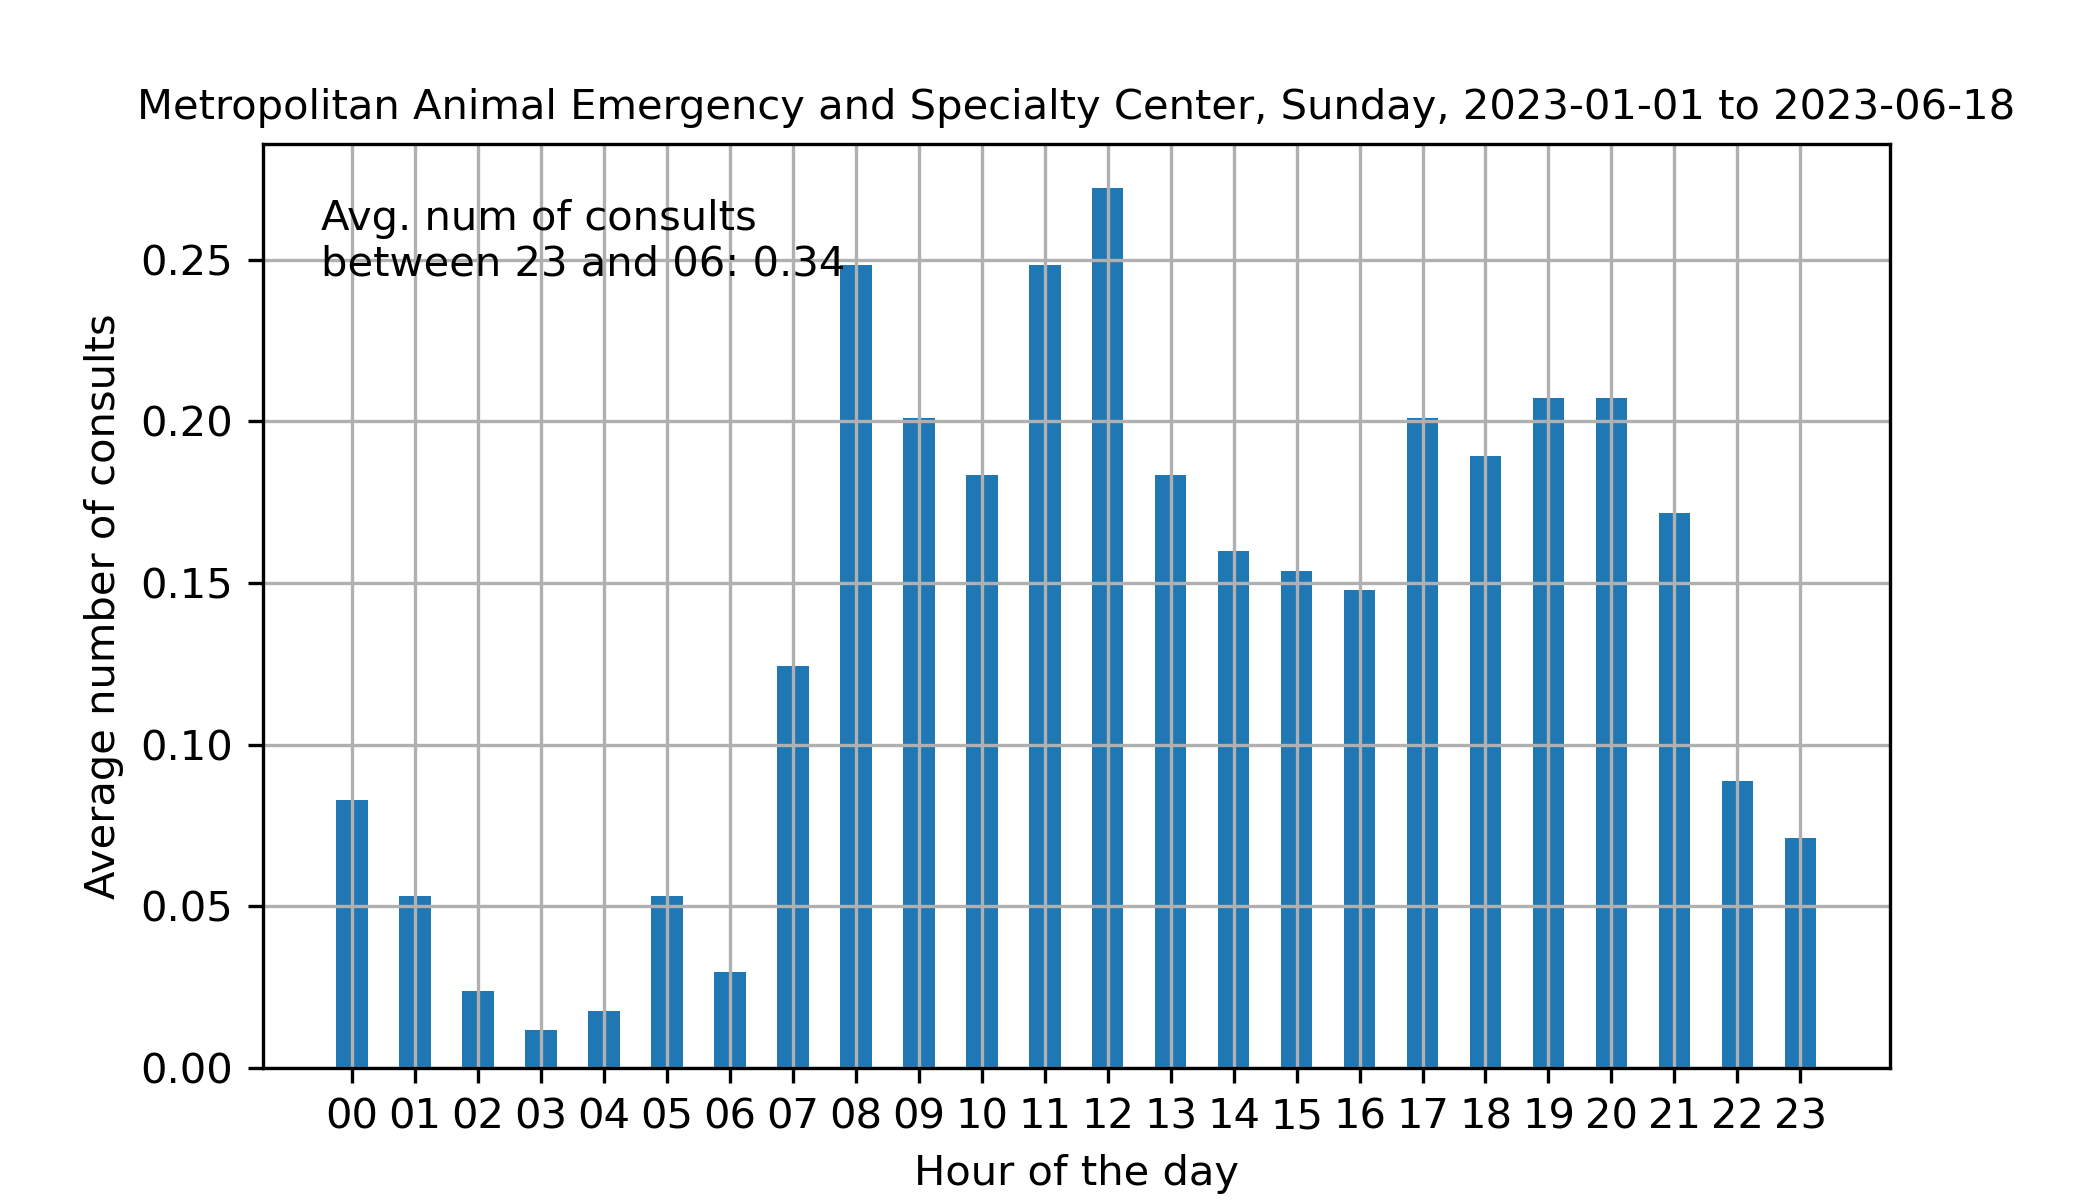 Metropolitan Animal Emergency and Specialty Center, Sunday, 2023-01-01 to 2023-06-18
Avg. num of consults
between 23 and 06: 0.34
Average number of consults
0.25
0.20
0.15
0.10
0.05
0.00
00 01 02 03 04 05 06 07 08 09 10 11 12 13 14 15 16 17 18 19 20 21 22 23
Hour of the day